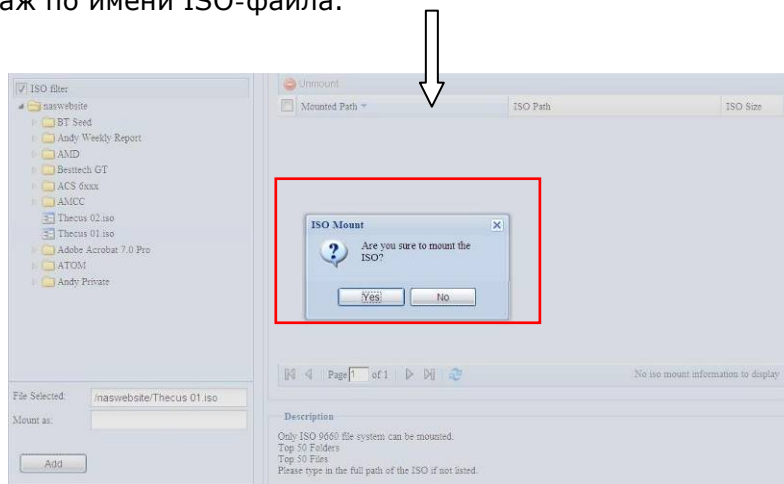 аж по имени ISO-файла.
ISO filter
naswebsite
BT Seed
Andy Weekly Report
AMD
Besttech GT
ACS 6xxx
AMCC
Thecus 02.iso
Thecus 01.iso
Adobe Acrobat 7.0 Pro
ATOM
Andy Private
File Selected: /naswebsite/Thecus 01.iso
Mount as:
Add
Unmount
Mounted Path ISO Path ISO Size
ISO Mount
Are you sure to mount the
ISO?
Yes No
Page 1 of 1 No iso mount information to display
Description
Only ISO 9660 file system can be mounted.
Top 50 Folders
Top 50 Files
Please type in the full path of the ISO if not listed.